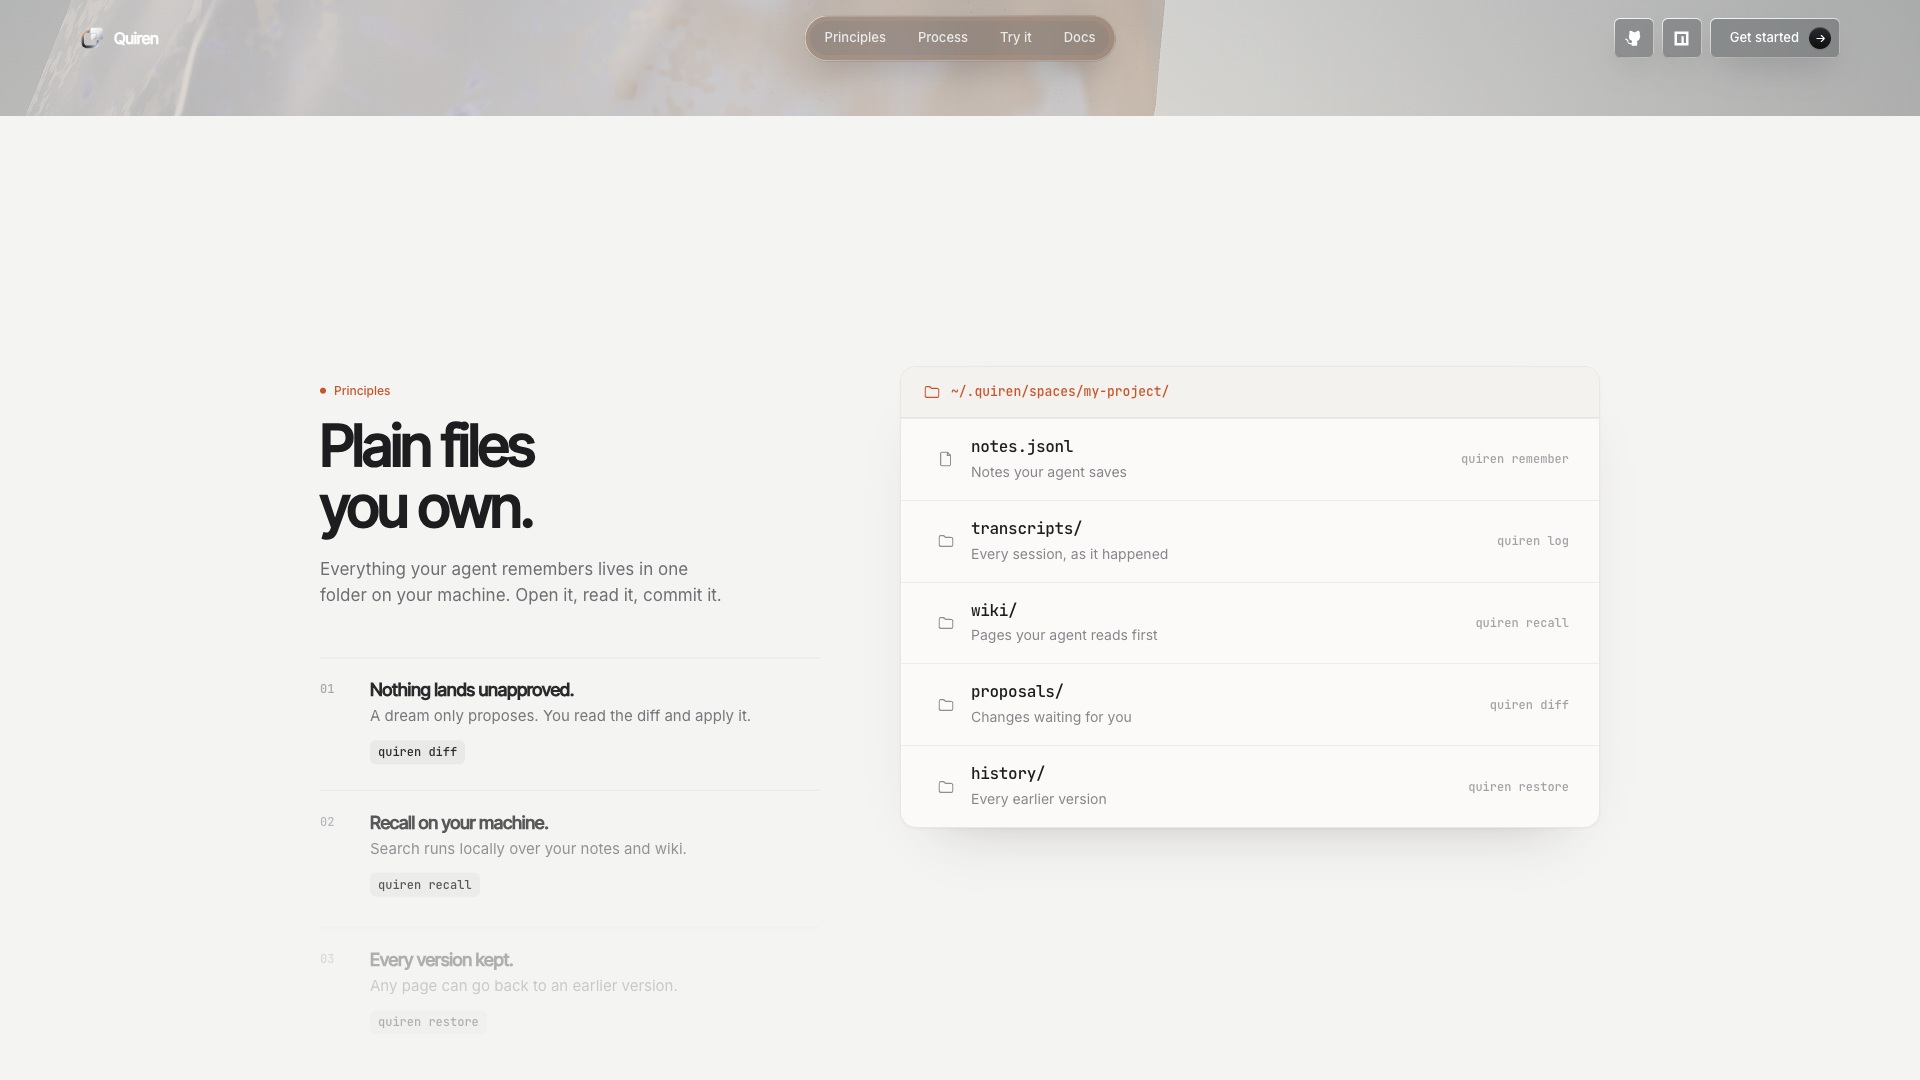 Quiren
Principles
Process
Try it
Docs
Get started
Principles
Plain files
you own.
Everything your agent remembers lives in one
folder on your machine. Open it, read it, commit it.
01
Nothing lands unapproved.
A dream only proposes. You read the diff and apply it.
quiren diff
02
Recall on your machine.
Search runs locally over your notes and wiki.
quiren recall
03
Every version kept.
Any page can go back to an earlier version.
quiren restore
~/.quiren/spaces/my-project/
notes.jsonl
Notes your agent saves
quiren remember
transcripts/
Every session, as it happened
quiren log
wiki/
Pages your agent reads first
quiren recall
proposals/
Changes waiting for you
quiren diff
history/
Every earlier version
quiren restore